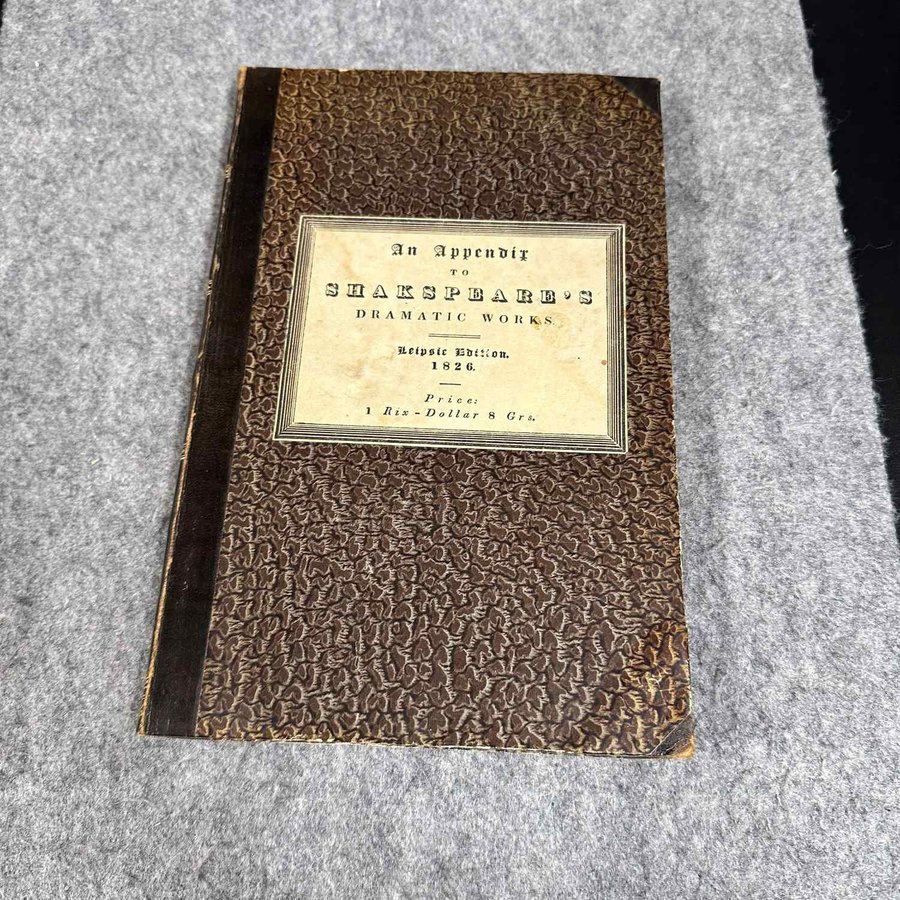 An Appendix
TO
SHAKSPEARE'S
DRAMATIC WORKS.
Leipsic Edition.
1826.
Price:
1 Rix-Dollar 8 Grs.